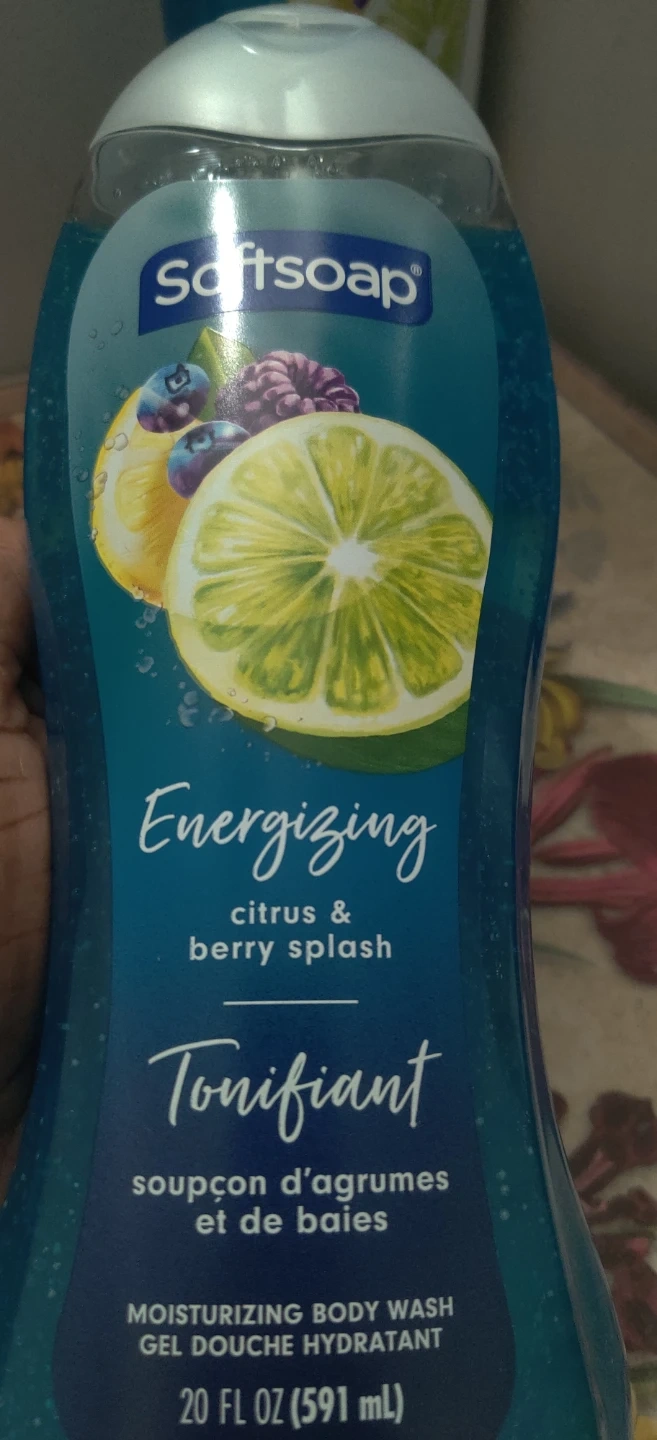 Softsoap®
Energizing
citrus &
berry splash
Tonifiant
soupçon d'agrumes
et de baies
MOISTURIZING BODY WASH
GEL DOUCHE HYDRATANT
20 FL OZ (591 mL)